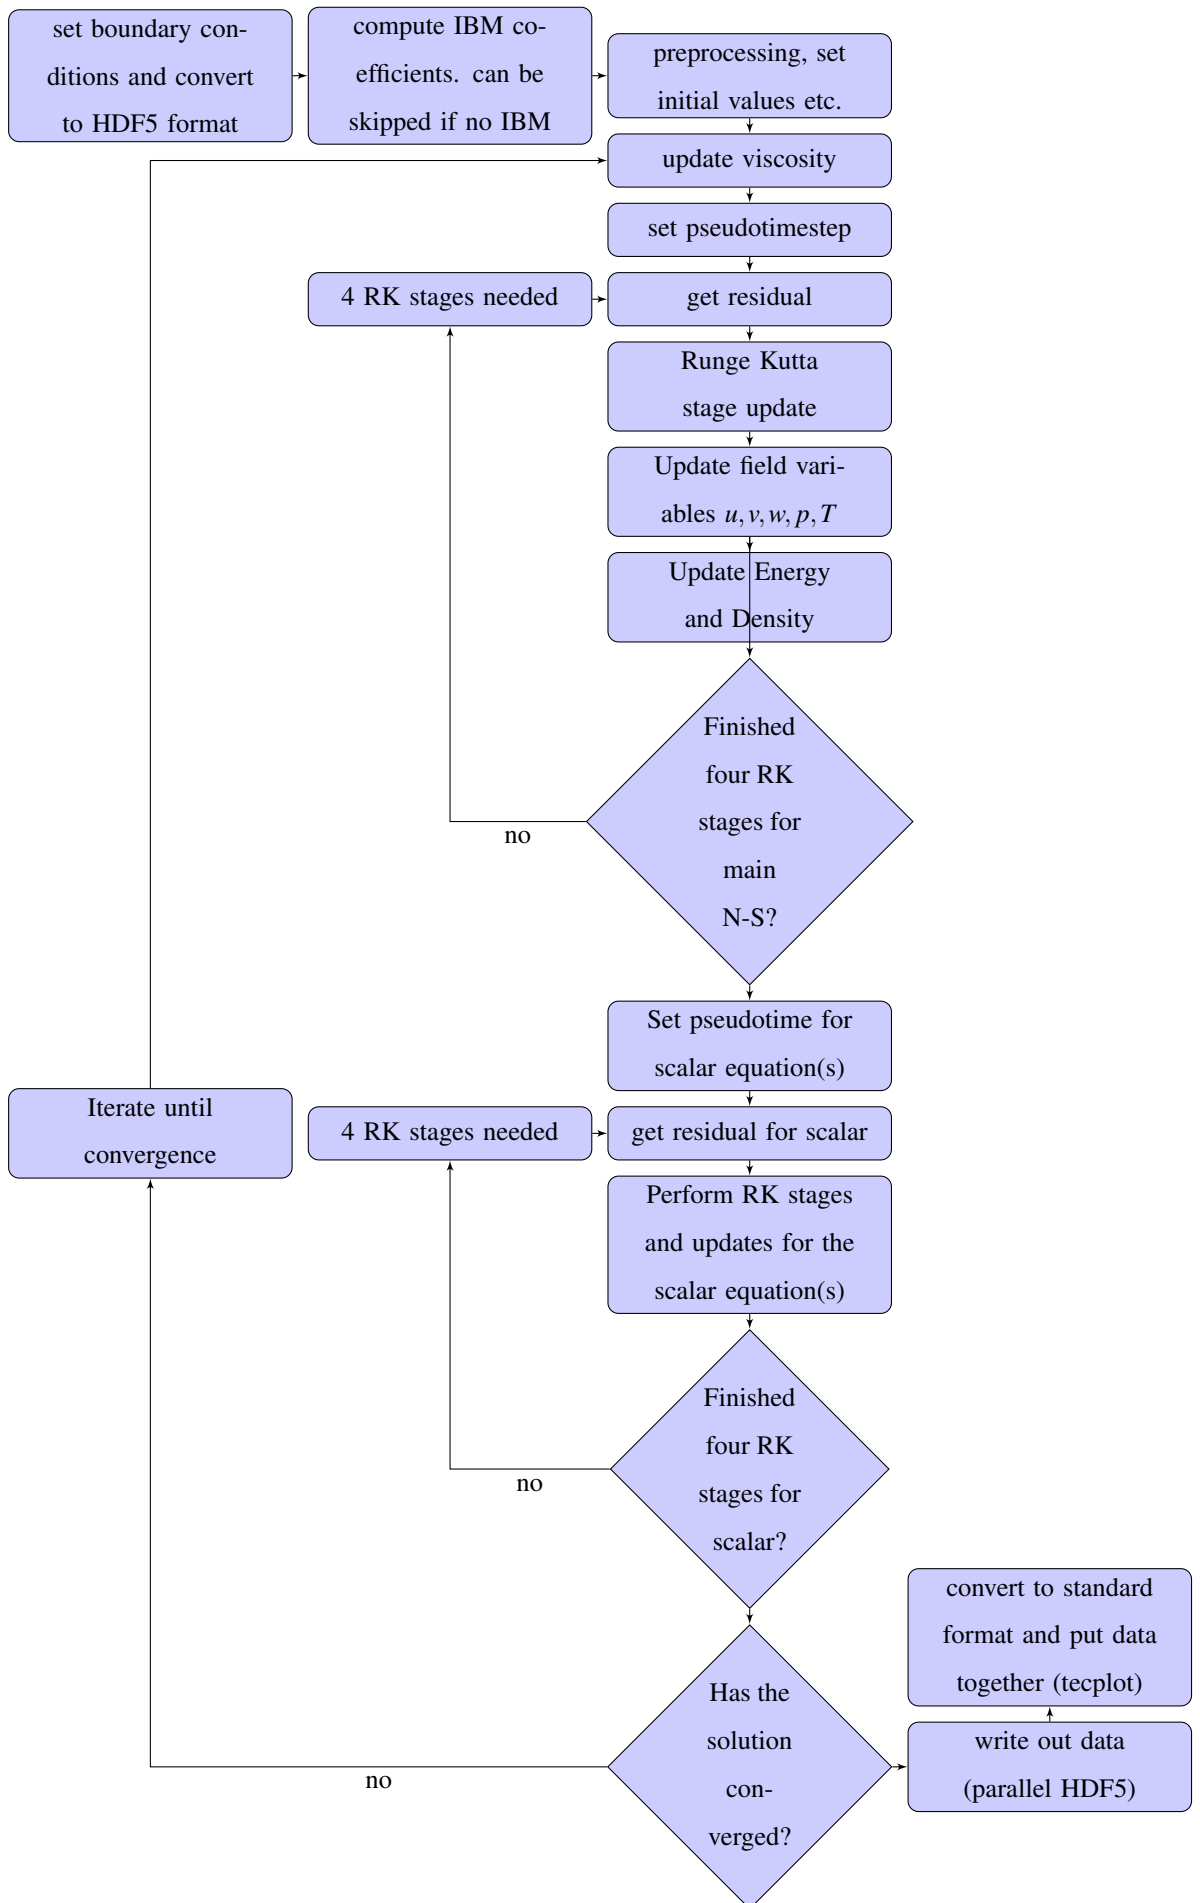 set boundary con-
ditions and convert
to HDF5 format
compute IBM co-
efficients. can be
skipped if no IBM
preprocessing, set
initial values etc.
update viscosity
set pseudotimestep
4 RK stages needed
get residual
Runge Kutta
stage update
Update field vari-
ables u, v, w, p, T
Update Energy
and Density
Finished
four RK
stages for
main
N-S?
no
Set pseudotime for
scalar equation(s)
Iterate until
convergence
4 RK stages needed
get residual for scalar
Perform RK stages
and updates for the
scalar equation(s)
Finished
four RK
stages for
scalar?
no
convert to standard
format and put data
together (tecplot)
Has the
solution
con-
verged?
no
write out data
(parallel HDF5)